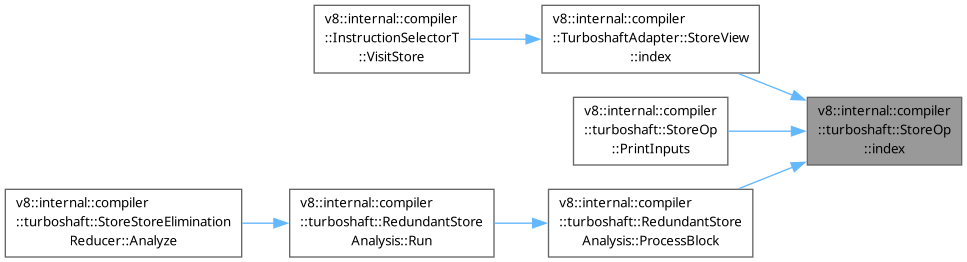 v8::internal::compiler
::InstructionSelectorT
::VisitStore
v8::internal::compiler
::TurboshaftAdapter::StoreView
::index
v8::internal::compiler
::turboshaft::StoreOp
::PrintInputs
v8::internal::compiler
::turboshaft::StoreOp
::index
v8::internal::compiler
::turboshaft::StoreStoreElimination
Reducer::Analyze
v8::internal::compiler
::turboshaft::RedundantStore
Analysis::Run
v8::internal::compiler
::turboshaft::RedundantStore
Analysis::ProcessBlock